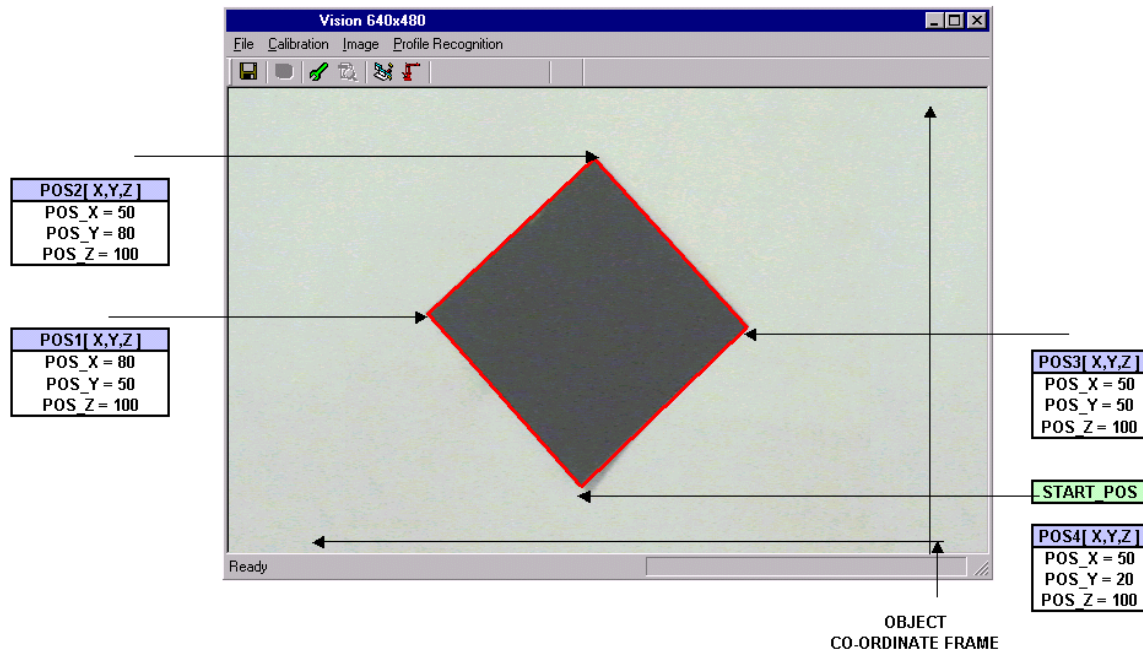 Vision 640x480
File Calibration Image Profile Recognition
POS2[ X,Y,Z ]
POS_X = 50
POS_Y = 80
POS_Z = 100
POS1[ X,Y,Z ]
POS_X = 80
POS_Y = 50
POS_Z = 100
POS3[ X,Y,Z ]
POS_X = 50
POS_Y = 50
POS_Z = 100
START_POS
POS4[ X,Y,Z ]
POS_X = 50
POS_Y = 20
POS_Z = 100
Ready
OBJECT
CO-ORDINATE FRAME